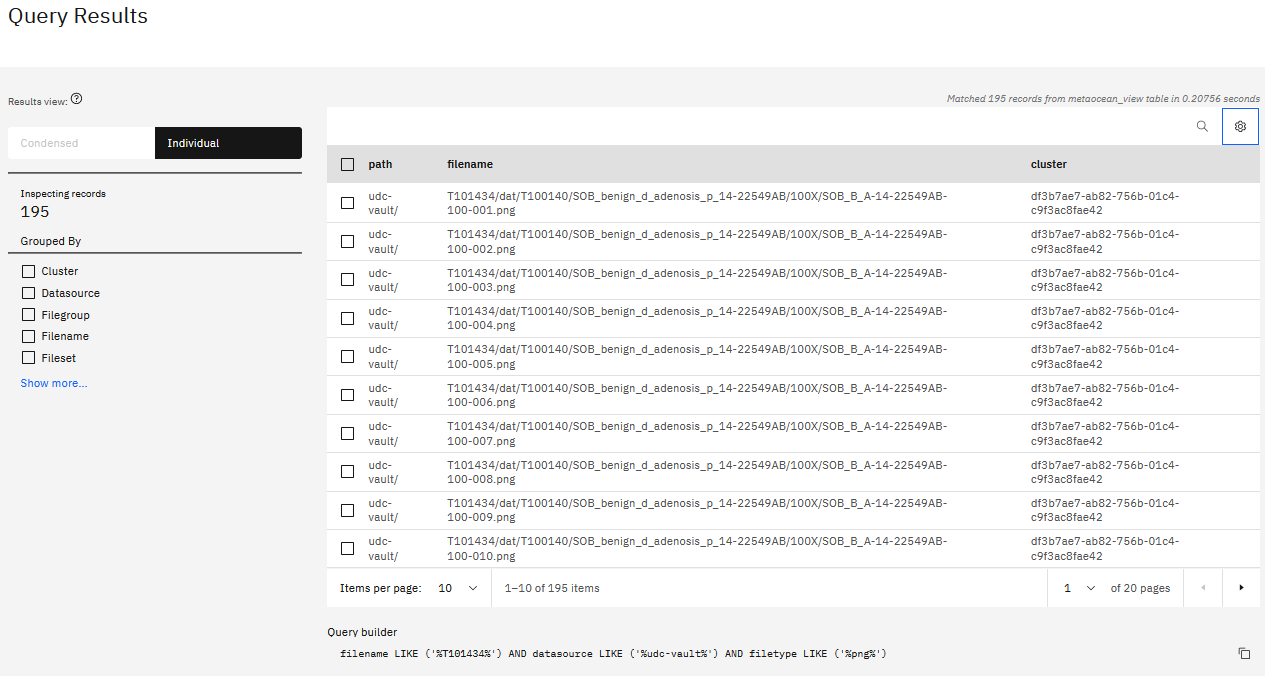 Query Results
Results view:
Matched 195 records from metaocean_view table in 0.20756 seconds
Condensed
Individual
Inspecting records
195
Grouped By
Cluster
Datasource
Filegroup
Filename
Fileset
Show more...
path filename cluster
udc- T101434/dat/T100140/SOB_benign_d_adenosis_p_14-22549AB/100X/SOB_B_A-14-22549AB- df3b7ae7-ab82-756b-01c4-
vault/ 100-001.png c9f3ac8fae42
udc- T101434/dat/T100140/SOB_benign_d_adenosis_p_14-22549AB/100X/SOB_B_A-14-22549AB- df3b7ae7-ab82-756b-01c4-
vault/ 100-002.png c9f3ac8fae42
udc- T101434/dat/T100140/SOB_benign_d_adenosis_p_14-22549AB/100X/SOB_B_A-14-22549AB- df3b7ae7-ab82-756b-01c4-
vault/ 100-003.png c9f3ac8fae42
udc- T101434/dat/T100140/SOB_benign_d_adenosis_p_14-22549AB/100X/SOB_B_A-14-22549AB- df3b7ae7-ab82-756b-01c4-
vault/ 100-004.png c9f3ac8fae42
udc- T101434/dat/T100140/SOB_benign_d_adenosis_p_14-22549AB/100X/SOB_B_A-14-22549AB- df3b7ae7-ab82-756b-01c4-
vault/ 100-005.png c9f3ac8fae42
udc- T101434/dat/T100140/SOB_benign_d_adenosis_p_14-22549AB/100X/SOB_B_A-14-22549AB- df3b7ae7-ab82-756b-01c4-
vault/ 100-006.png c9f3ac8fae42
udc- T101434/dat/T100140/SOB_benign_d_adenosis_p_14-22549AB/100X/SOB_B_A-14-22549AB- df3b7ae7-ab82-756b-01c4-
vault/ 100-007.png c9f3ac8fae42
udc- T101434/dat/T100140/SOB_benign_d_adenosis_p_14-22549AB/100X/SOB_B_A-14-22549AB- df3b7ae7-ab82-756b-01c4-
vault/ 100-008.png c9f3ac8fae42
udc- T101434/dat/T100140/SOB_benign_d_adenosis_p_14-22549AB/100X/SOB_B_A-14-22549AB- df3b7ae7-ab82-756b-01c4-
vault/ 100-009.png c9f3ac8fae42
udc- T101434/dat/T100140/SOB_benign_d_adenosis_p_14-22549AB/100X/SOB_B_A-14-22549AB- df3b7ae7-ab82-756b-01c4-
vault/ 100-010.png c9f3ac8fae42
Items per page: 10 1–10 of 195 items 1 of 20 pages
Query builder
filename LIKE ('%T101434%') AND datasource LIKE ('%udc-vault%') AND filetype LIKE ('%png%')